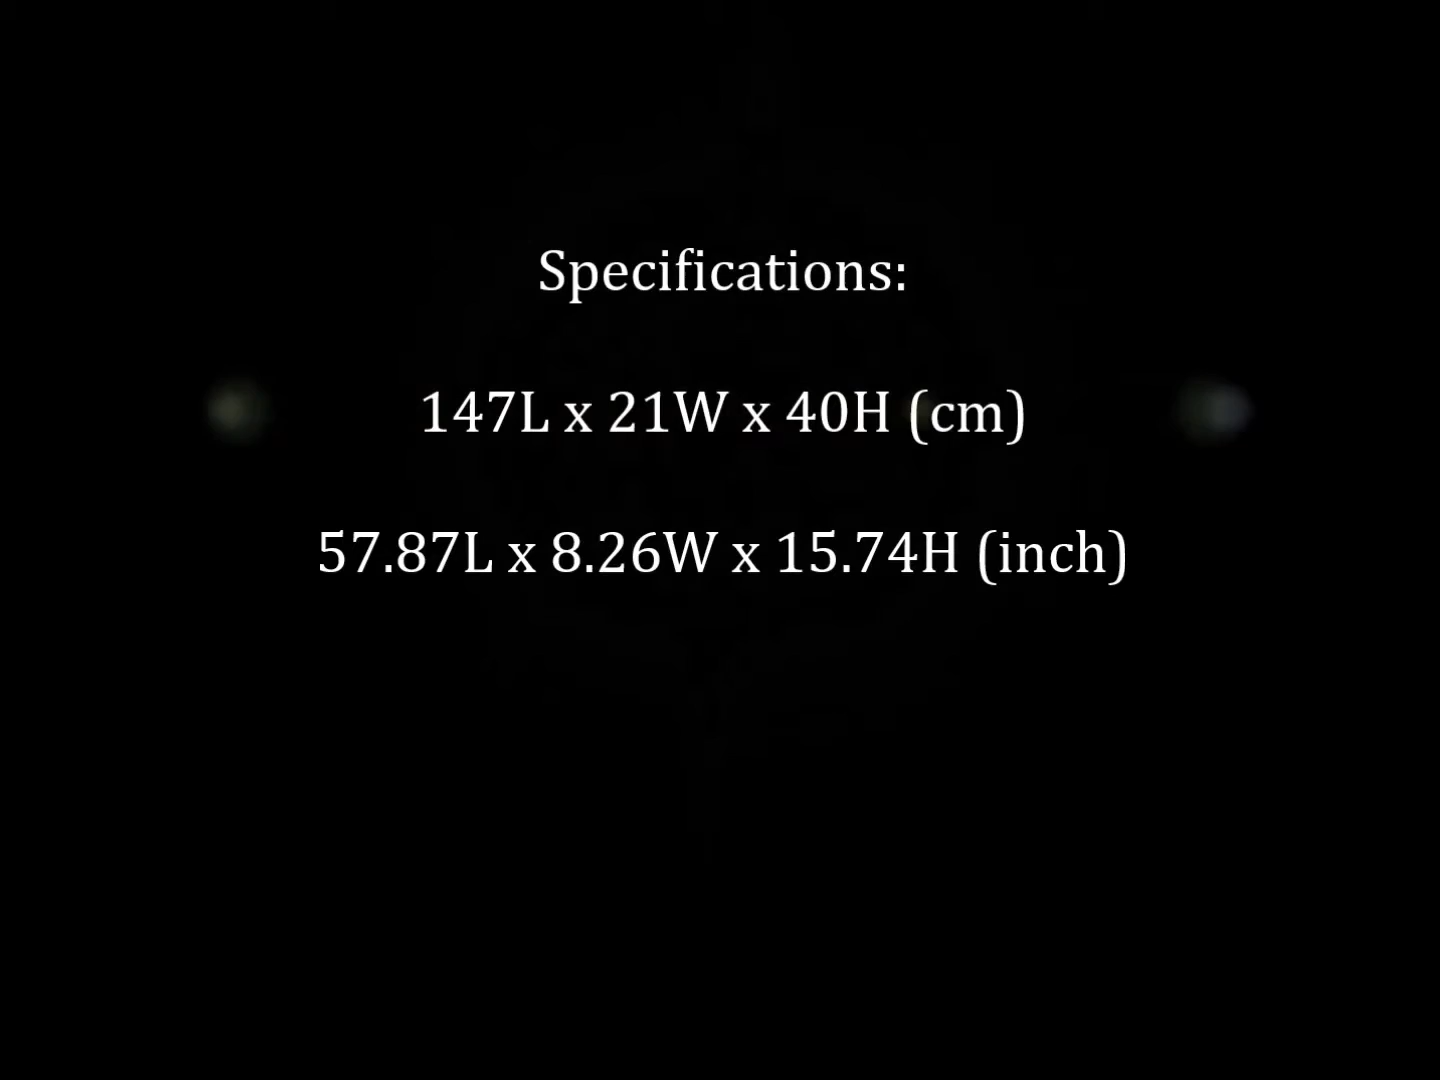 Specifications:
147L x 21W x 40H (cm)
57.87L x 8.26W x 15.74H (inch)